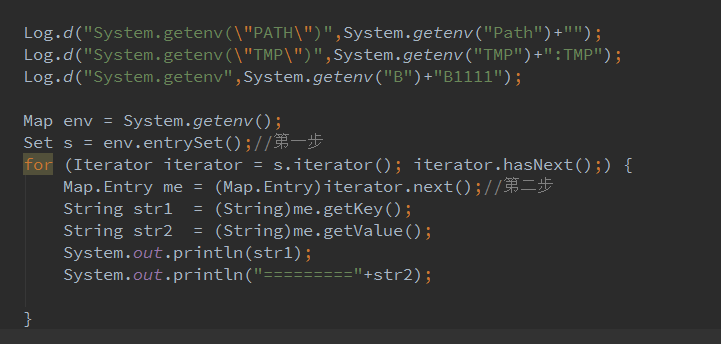 Log.d("System.getenv(\"PATH\")",System.getenv("Path")+"");
Log.d("System.getenv(\"TMP\")",System.getenv("TMP")+":TMP");
Log.d("System.getenv",System.getenv("B")+"B1111");
Map env = System.getenv();
Set s = env.entrySet();//第一步
for (Iterator iterator = s.iterator(); iterator.hasNext();) {
Map.Entry me = (Map.Entry)iterator.next();//第二步
String str1  = (String)me.getKey();
String str2  = (String)me.getValue();
System.out.println(str1);
System.out.println("========="+str2);
}